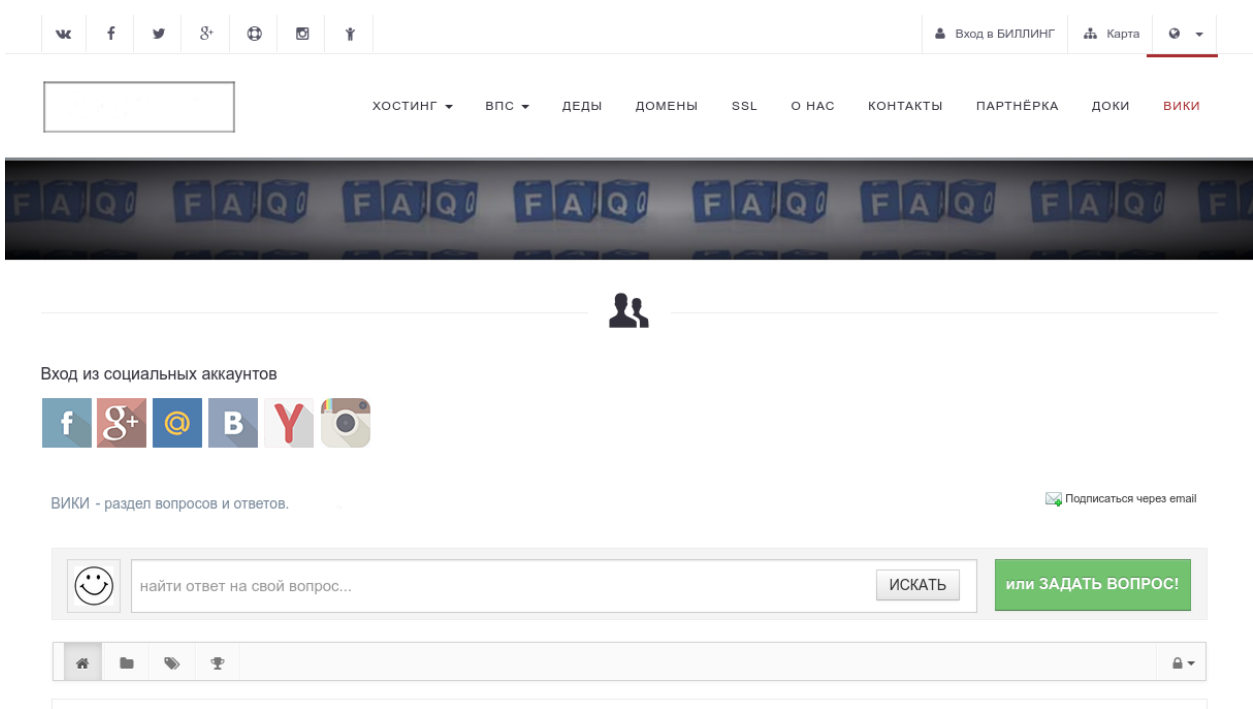 Вход в БИЛЛИНГ Карта
ХОСТИНГ ВПС ДЕДЫ ДОМЕНЫ SSL О НАС КОНТАКТЫ ПАРТНЁРКА ДОКИ ВИКИ
FAQ FAQ FAQ FAQ FAQ FAQ FAQ F
Вход из социальных аккаунтов
ВИКИ - раздел вопросов и ответов.
Подписаться через email
найти ответ на свой вопрос... ИСКАТЬ или ЗАДАТЬ ВОПРОС!